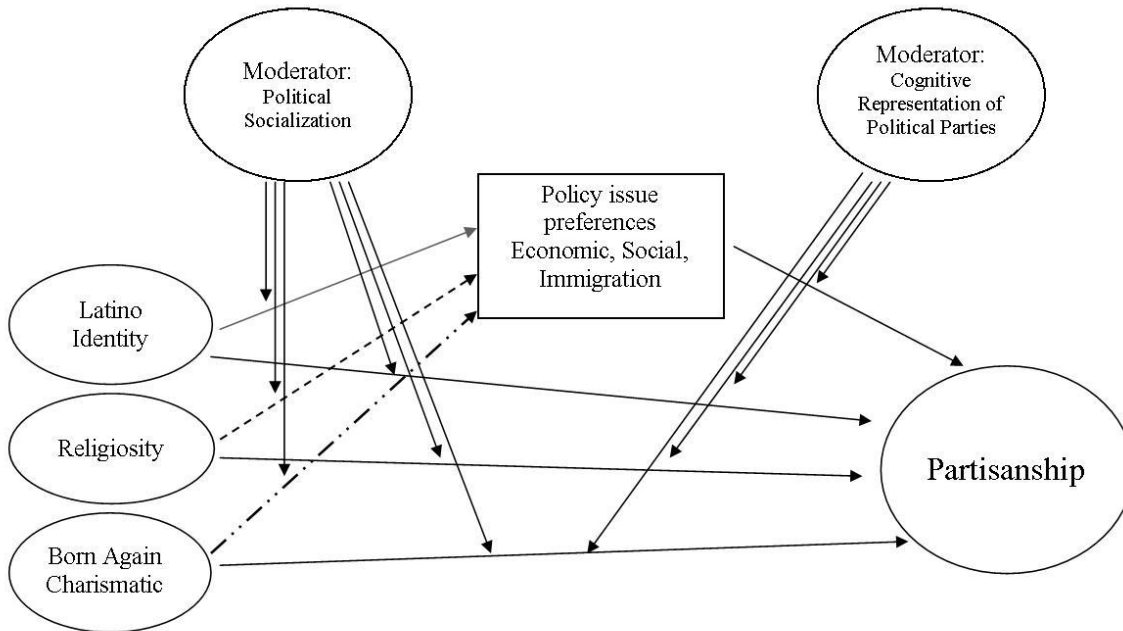 Moderator:
Political
Socialization
Moderator:
Cognitive
Representation of
Political Parties
Policy issue
preferences
Economic, Social,
Immigration
Latino
Identity
Religiosity
Partisanship
Born Again
Charismatic